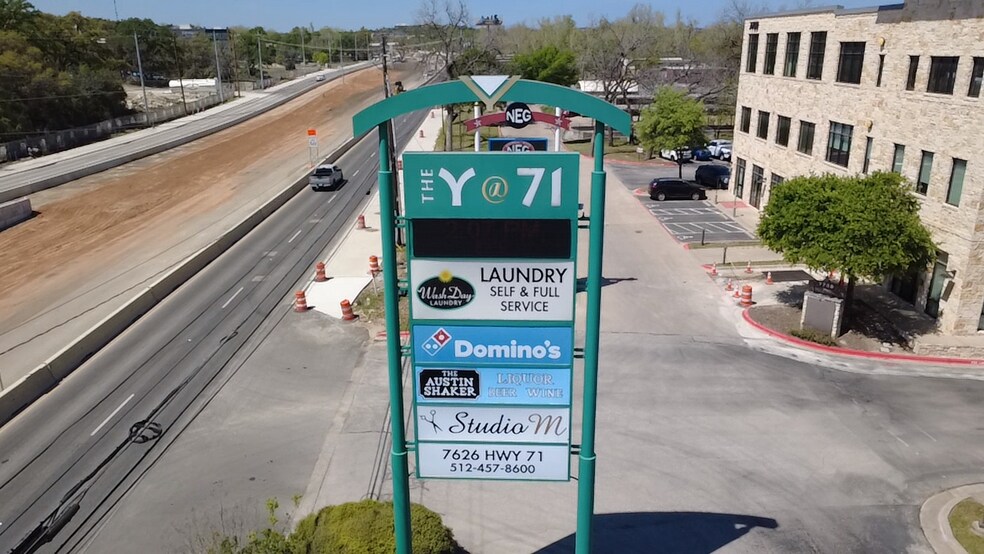 NEG
NEG
THE Y @ 71
Wash Day
LAUNDRY
LAUNDRY
SELF & FULL
SERVICE
Domino's
THE
AUSTIN
SHAKER
LIQUOR
BEER WINE
Studio M
7626 HWY 71
512-457-8600